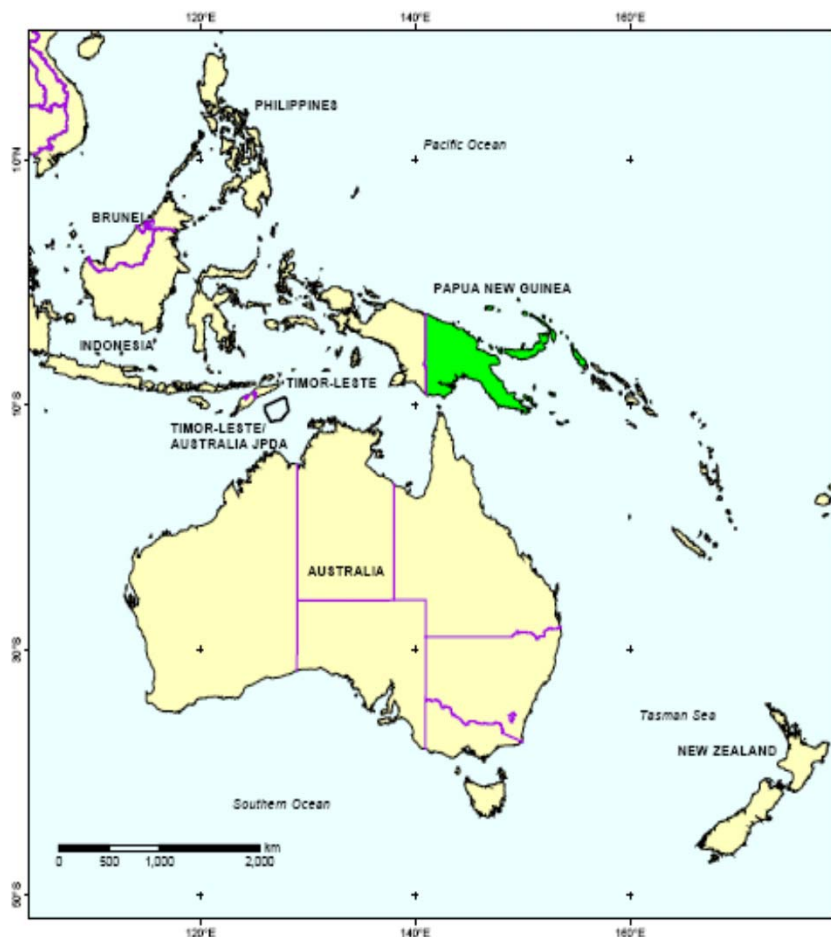 120°E 140°E 160°E
PHILIPPINES
Pacific Ocean
10°N
BRUNEI
PAPUA NEW GUINEA
INDONESIA
TIMOR-LESTE
10°S
TIMOR-LESTE/
AUSTRALIA JPDA
AUSTRALIA
30°S
Tasman Sea
NEW ZEALAND
Southern Ocean
km
0 500 1,000 2,000
50°S
120°E 140°E 160°E